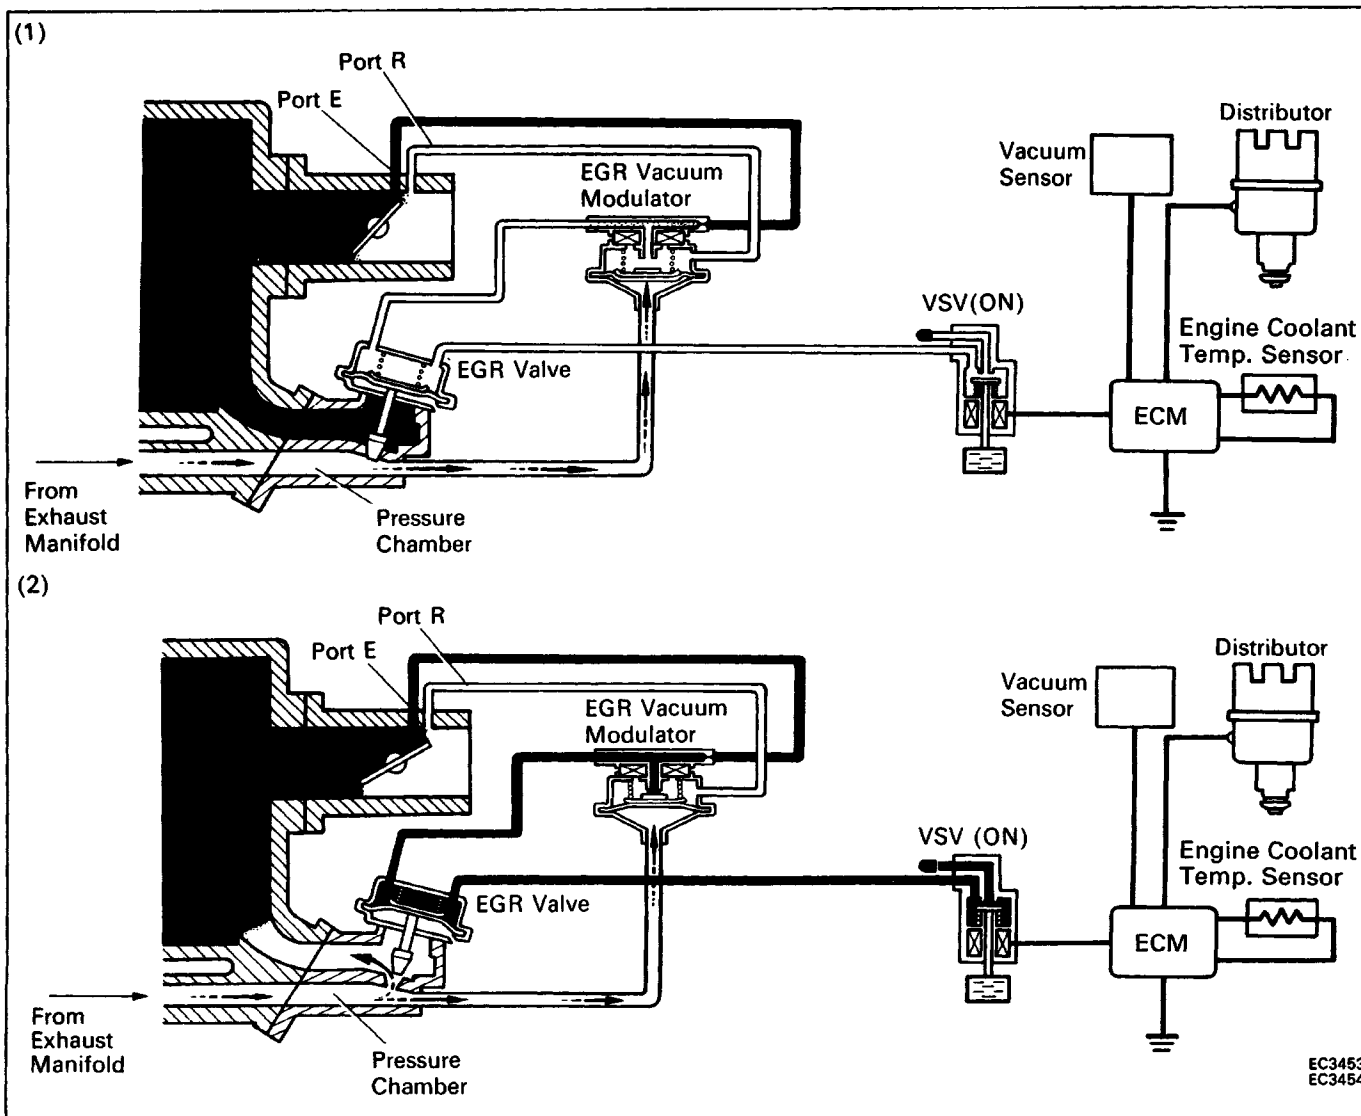 (1)
Port R
Port E
EGR Vacuum
Modulator
Vacuum
Sensor
Distributor
VSV(ON)
Engine Coolant
Temp. Sensor
EGR Valve
ECM
From
Exhaust
Manifold
Pressure
Chamber
(2)
Port R
Port E
EGR Vacuum
Modulator
Vacuum
Sensor
Distributor
VSV (ON)
Engine Coolant
Temp. Sensor
EGR Valve
ECM
From
Exhaust
Manifold
Pressure
Chamber
EC3453
EC3454